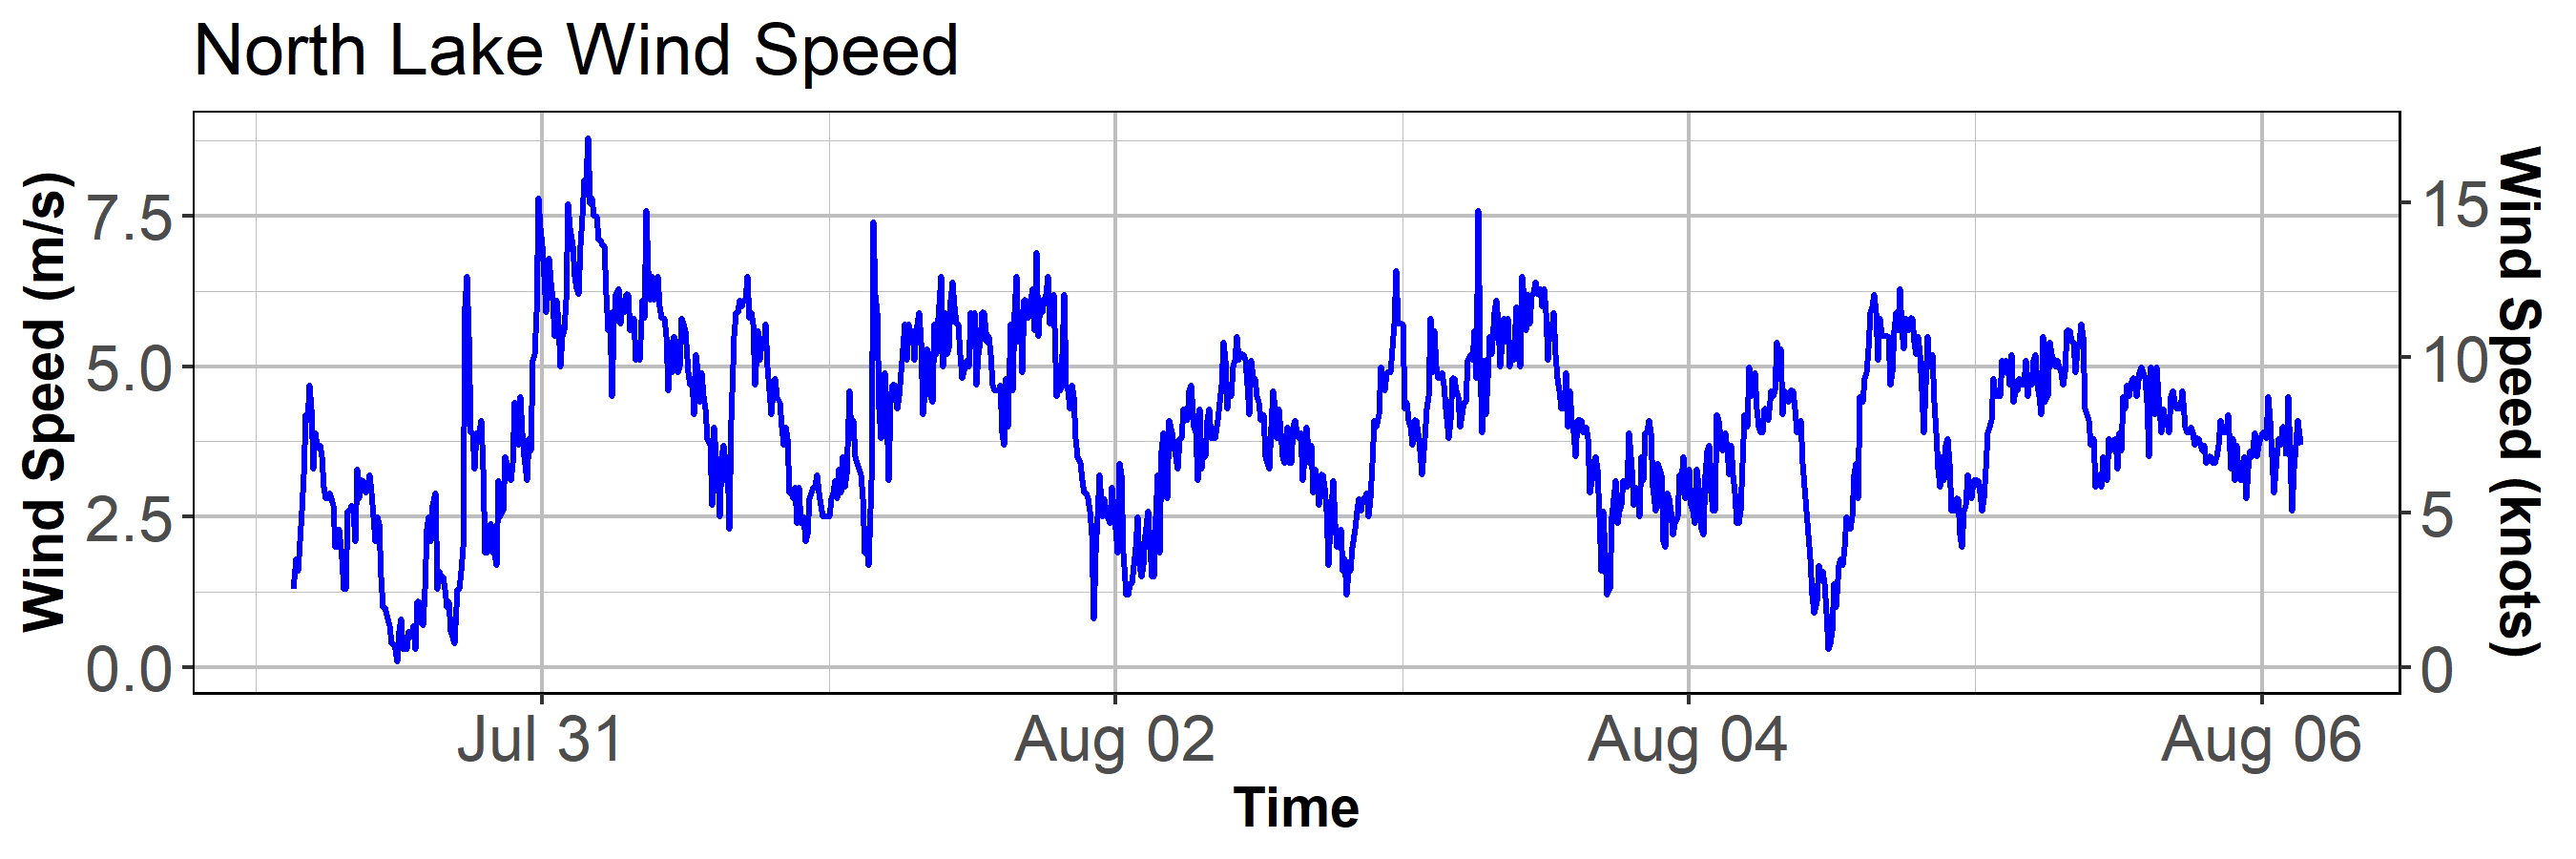 North Lake Wind Speed
Wind Speed (m/s)
7.5
5.0
2.5
0.0
15
10
5
0
Wind Speed (knots)
Jul 31
Aug 02
Aug 04
Aug 06
Time